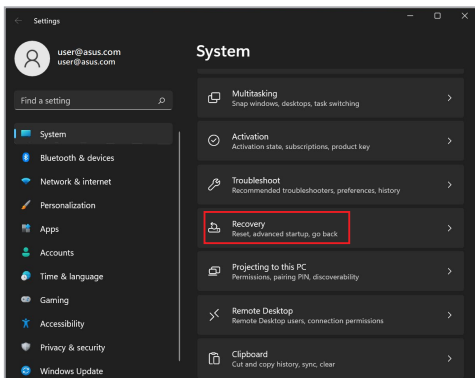 Settings
user@asus.com
user@asus.com
Find a setting
System
Bluetooth & devices
Network & internet
Personalization
Apps
Accounts
Time & language
Gaming
Accessibility
Privacy & security
Windows Update
System
Multitasking
Snap windows, desktops, task switching
Activation
Activation state, subscriptions, product key
Troubleshoot
Recommended troubleshooters, preferences, history
Recovery
Reset, advanced startup, go back
Projecting to this PC
Permissions, pairing PIN, discoverability
Remote Desktop
Remote Desktop users, connection permissions
Clipboard
Cut and copy history, sync, clear